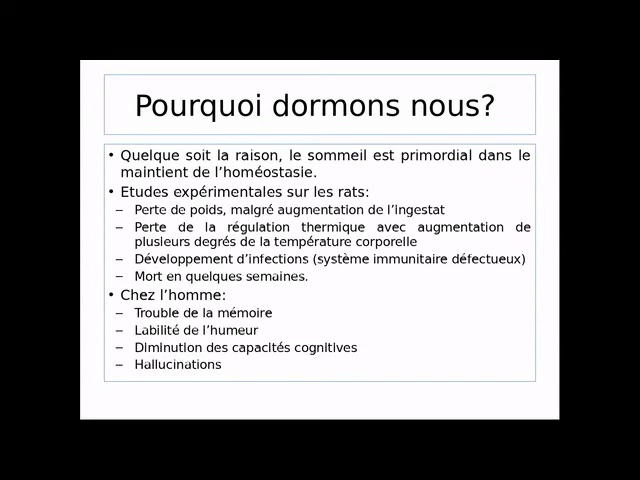 Pourquoi dormons nous?
• Quelque soit la raison, le sommeil est primordial dans le
maintient de l’homéostasie.
• Etudes expérimentales sur les rats:
– Perte de poids, malgré augmentation de l’ingestat
– Perte de la régulation thermique avec augmentation de
plusieurs degrés de la température corporelle
– Développement d’infections (système immunitaire défectueux)
– Mort en quelques semaines.
• Chez l’homme:
– Trouble de la mémoire
– Labilité de l’humeur
– Diminution des capacités cognitives
– Hallucinations